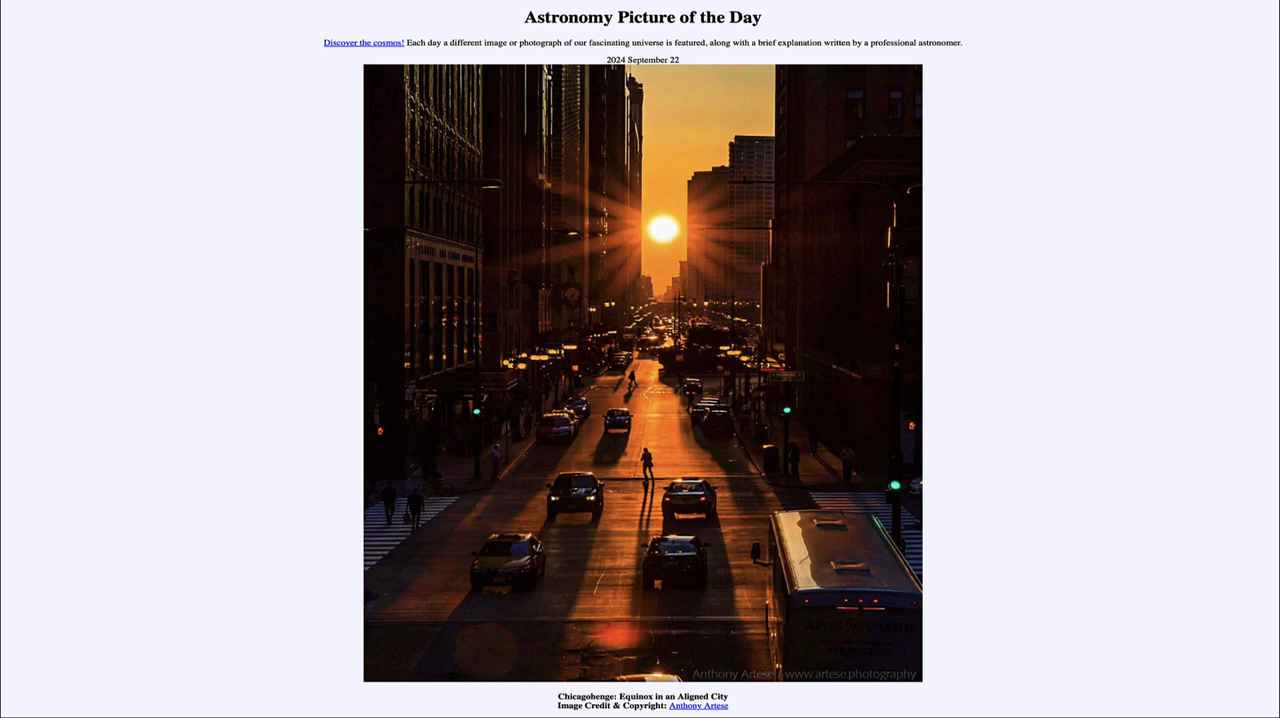 Astronomy Picture of the Day
Discover the cosmos! Each day a different image or photograph of our fascinating universe is featured, along with a brief explanation written by a professional astronomer.
2024 September 22
Anthony Artese / www.artese.photography
Chicagohenge: Equinox in an Aligned City
Image Credit & Copyright: Anthony Artese